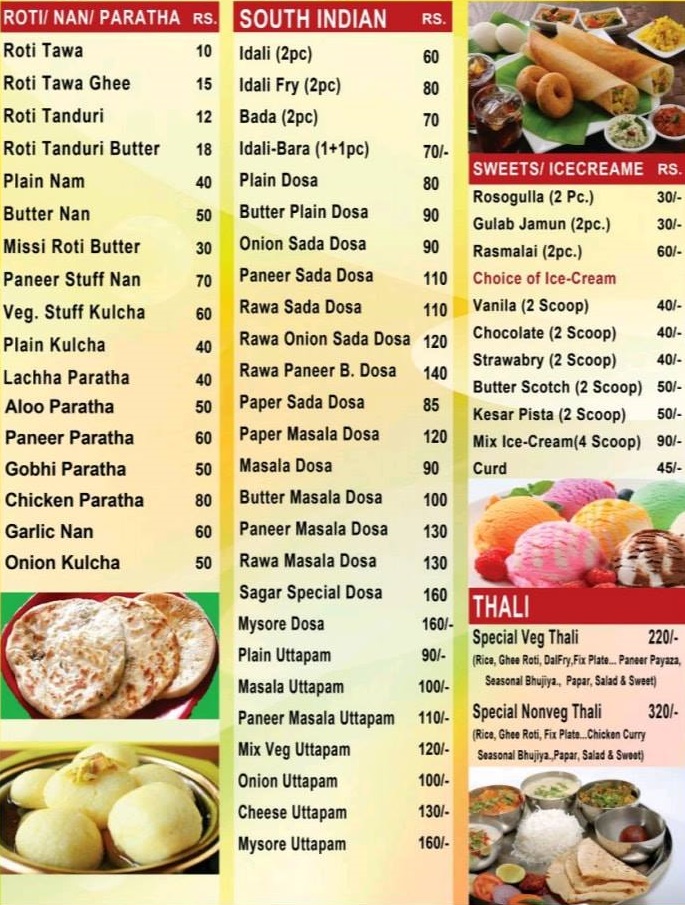 ROTI/ NAN/ PARATHA RS.
Roti Tawa 10
Roti Tawa Ghee 15
Roti Tanduri 12
Roti Tanduri Butter 18
Plain Nam 40
Butter Nan 50
Missi Roti Butter 30
Paneer Stuff Nan 70
Veg. Stuff Kulcha 60
Plain Kulcha 40
Lachha Paratha 40
Aloo Paratha 50
Paneer Paratha 60
Gobhi Paratha 50
Chicken Paratha 80
Garlic Nan 60
Onion Kulcha 50
SOUTH INDIAN RS.
Idali (2pc) 60
Idali Fry (2pc) 80
Bada (2pc) 70
Idali-Bara (1+1pc) 70/-
Plain Dosa 80
Butter Plain Dosa 90
Onion Sada Dosa 90
Paneer Sada Dosa 110
Rawa Sada Dosa 110
Rawa Onion Sada Dosa 120
Rawa Paneer B. Dosa 140
Paper Sada Dosa 85
Paper Masala Dosa 120
Masala Dosa 90
Butter Masala Dosa 100
Paneer Masala Dosa 130
Rawa Masala Dosa 130
Sagar Special Dosa 160
Mysore Dosa 160/-
Plain Uttapam 90/-
Masala Uttapam 100/-
Paneer Masala Uttapam 110/-
Mix Veg Uttapam 120/-
Onion Uttapam 100/-
Cheese Uttapam 130/-
Mysore Uttapam 160/-
SWEETS/ ICECREAME RS.
Rosogulla (2 Pc.) 30/-
Gulab Jamun (2pc.) 30/-
Rasmalai (2pc.) 60/-
Choice of Ice-Cream
Vanila (2 Scoop) 40/-
Chocolate (2 Scoop) 40/-
Strawabry (2 Scoop) 40/-
Butter Scotch (2 Scoop) 50/-
Kesar Pista (2 Scoop) 50/-
Mix Ice-Cream(4 Scoop) 90/-
Curd 45/-
THALI
Special Veg Thali 220/-
(Rice, Ghee Roti, DalFry,Fix Plate... Paneer Payaza,
Seasonal Bhujiya., Papar, Salad & Sweet)
Special Nonveg Thali 320/-
(Rice, Ghee Roti, Fix Plate...Chicken Curry
Seasonal Bhujiya.,Papar, Salad & Sweet)